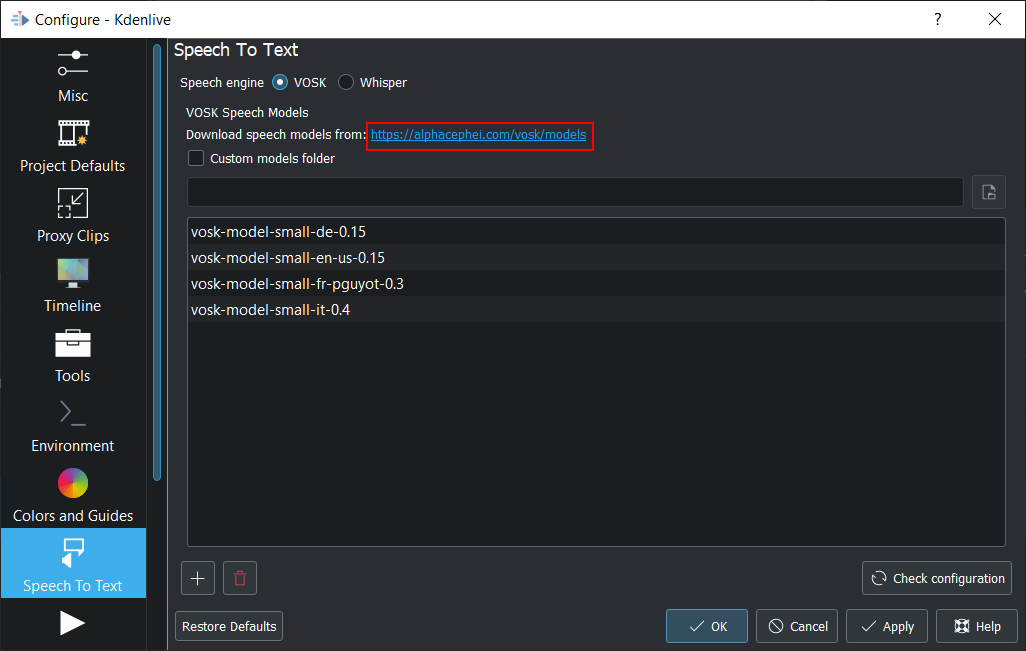 Configure - Kdenlive
?
Misc
Project Defaults
Proxy Clips
Timeline
Tools
Environment
Colors and Guides
Speech To Text
Speech To Text
Speech engine VOSK Whisper
VOSK Speech Models
Download speech models from: https://alphacephei.com/vosk/models
Custom models folder
vosk-model-small-de-0.15
vosk-model-small-en-us-0.15
vosk-model-small-fr-pguyot-0.3
vosk-model-small-it-0.4
Check configuration
Restore Defaults OK Cancel Apply Help